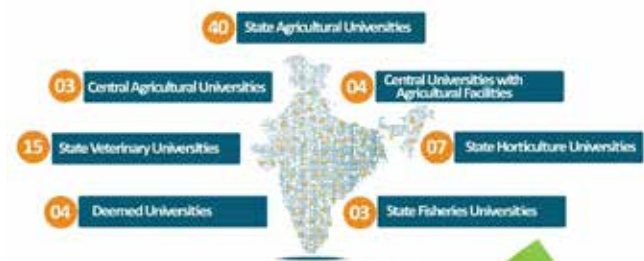 40 State Agricultural Universities
03 Central Agricultural Universities
04 Central Universities with
Agricultural Facilities
15 State Veterinary Universities
07 State Horticulture Universities
04 Deemed Universities
03 State Fisheries Universities